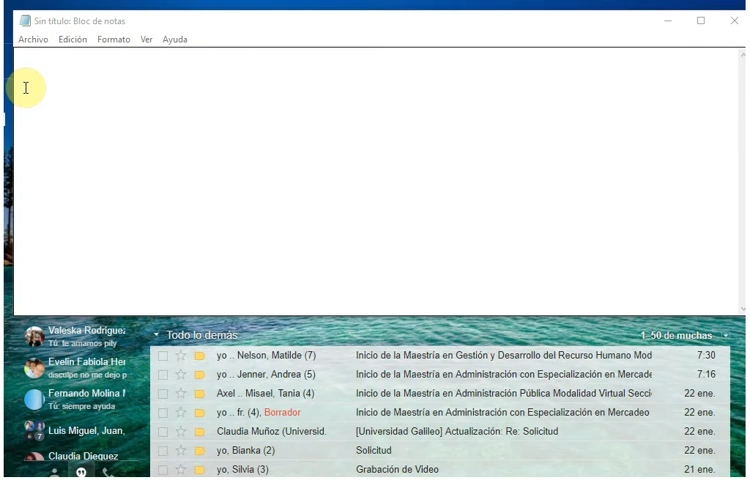 Sin título: Bloc de notas
Archivo Edición Formato Ver Ayuda
Valeska Rodríguez
Tú: te amamos pily
Evelin Fabiola Her
disculpe no me dejo p
Fernando Molina
Tú: siempre ayuda
Luis Miguel, Juan,
7
Claudia Dieguez
Todo lo demás
1–50 de muchas
yo .. Nelson, Matilde (7) Inicio de la Maestría en Gestión y Desarrollo del Recurso Humano Mod 7:30
yo .. Jenner, Andrea (5) Inicio de la Maestría en Administración con Especialización en Mercade 7:16
Axel .. Misael, Tania (4) Inicio de la Maestría en Administración Pública Modalidad Virtual Secci 22 ene.
yo .. fr. (4), Borrador Inicio de Maestría en Administración con Especialización en Mercadeo 22 ene.
Claudia Muñoz (Universid. [Universidad Galileo] Actualización: Re: Solicitud 22 ene.
yo, Bianka (2) Solicitud 22 ene.
yo, Silvia (3) Grabación de Video 21 ene.